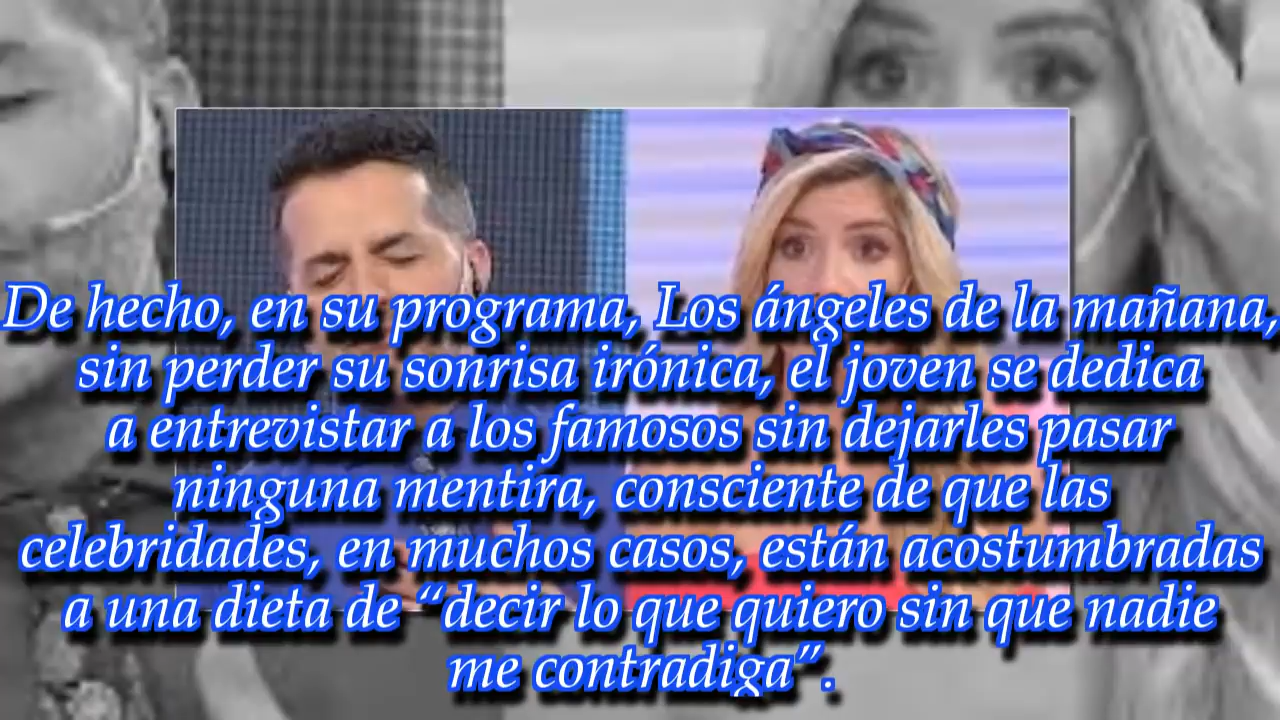 De hecho, en su programa, Los ángeles de la mañana,
sin perder su sonrisa irónica, el joven se dedica
a entrevistar a los famosos sin dejarles pasar
ninguna mentira, consciente de que las
celebridades, en muchos casos, están acostumbradas
a una dieta de “decir lo que quiero sin que nadie
me contradiga”.